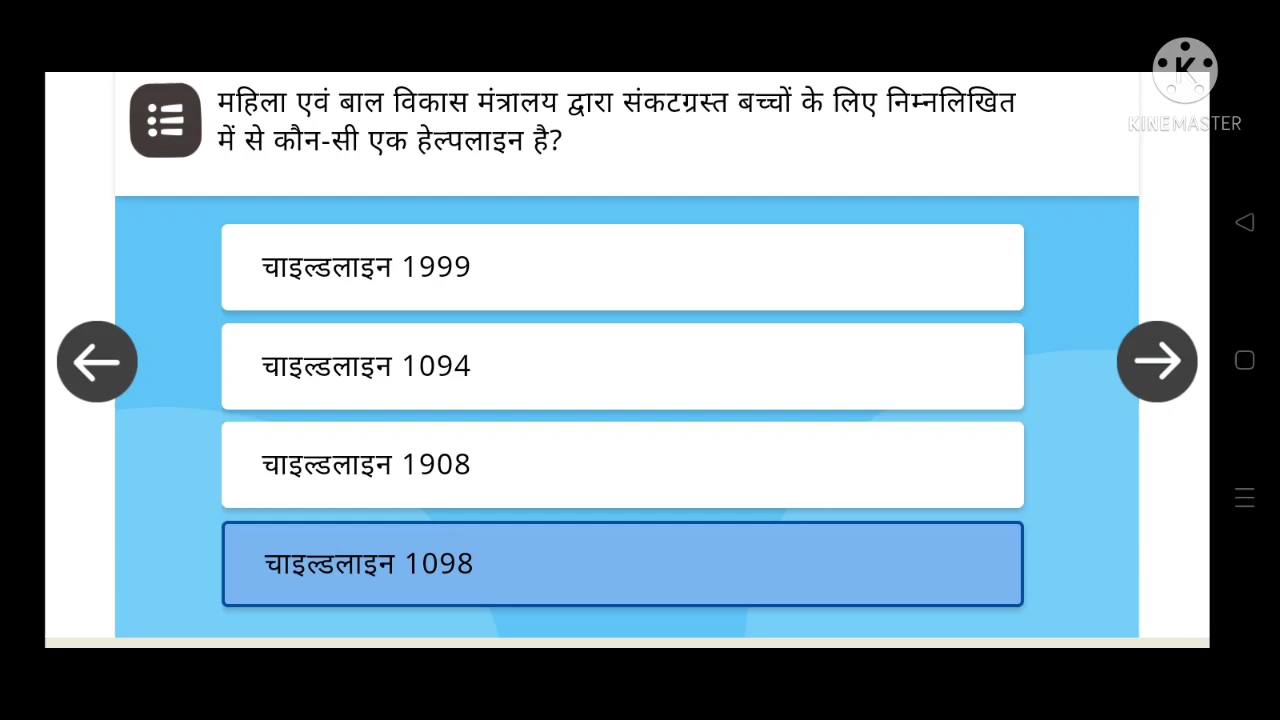 महिला एवं बाल विकास मंत्रालय द्वारा संकटग्रस्त बच्चों के लिए निम्नलिखित
में से कौन-सी एक हेल्पलाइन है?
K
KINEMASTER
चाइल्डलाइन 1999
चाइल्डलाइन 1094
चाइल्डलाइन 1908
चाइल्डलाइन 1098